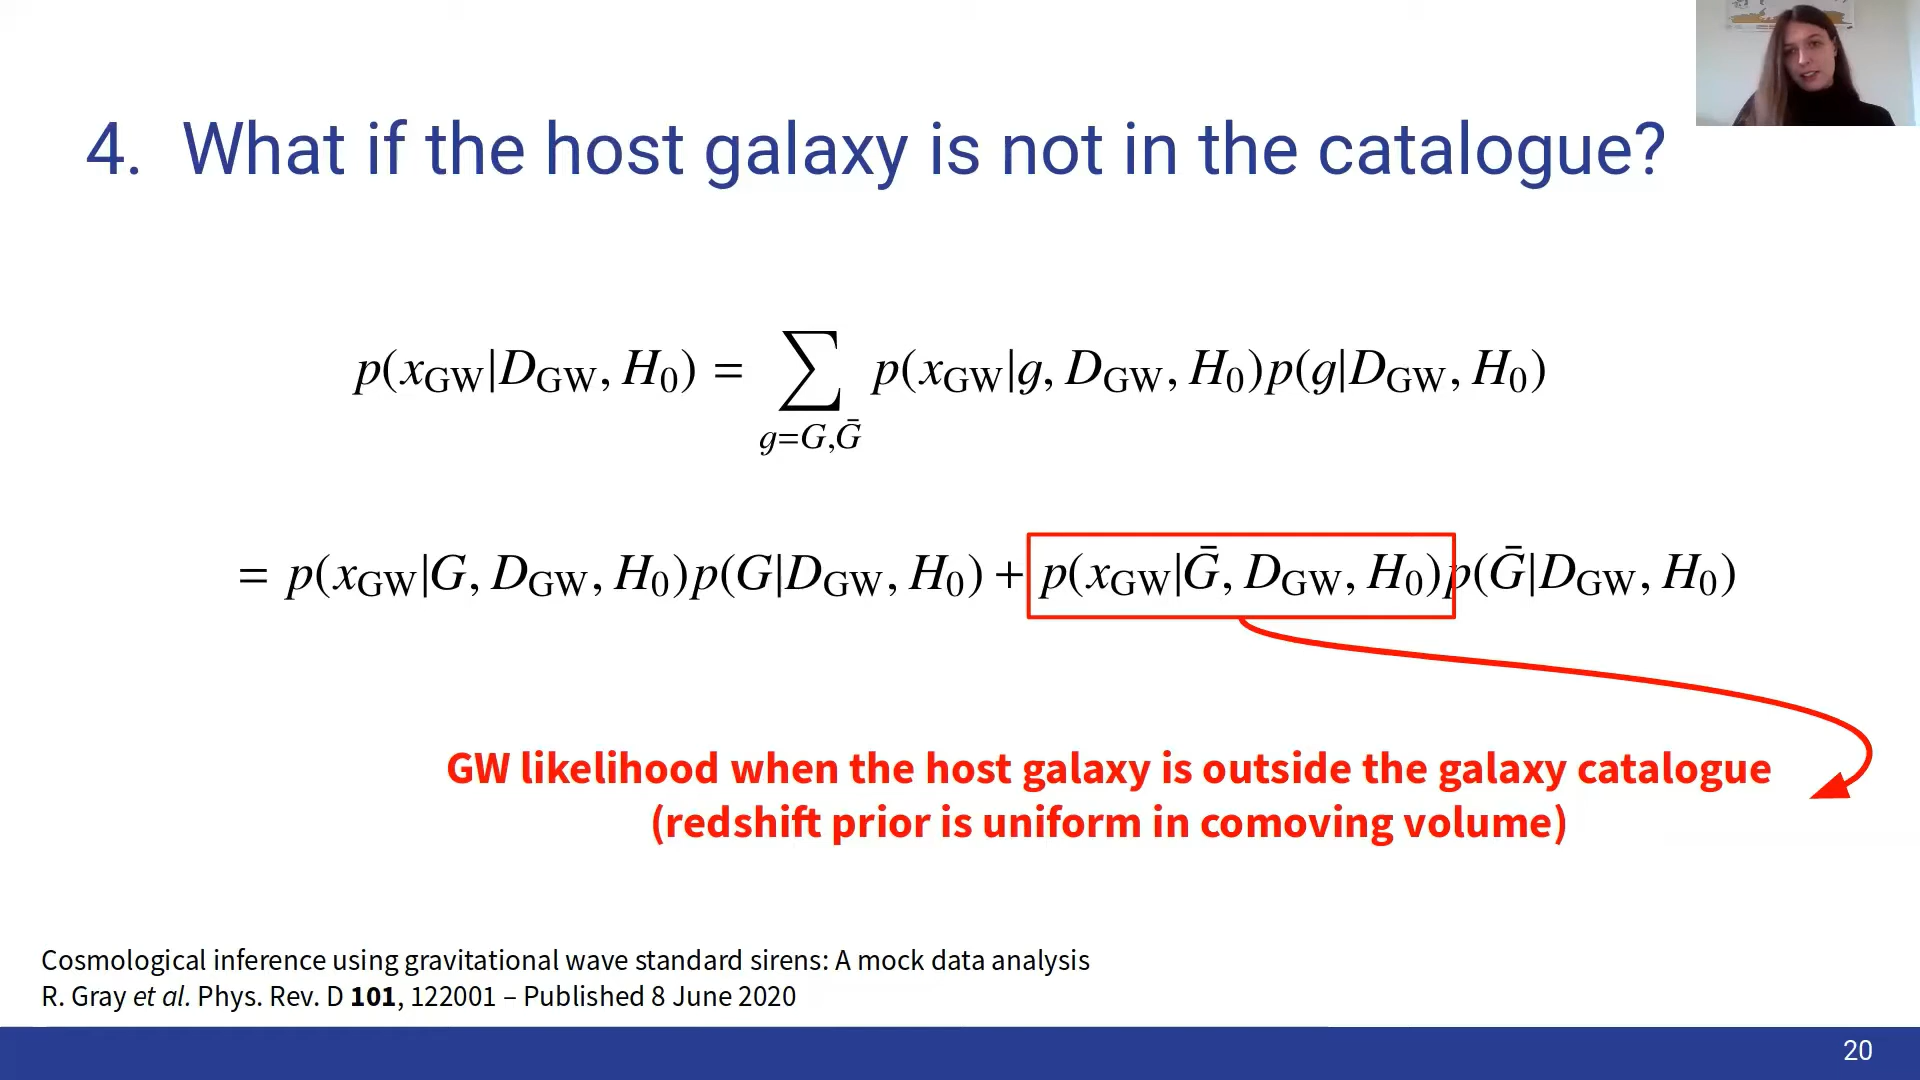 4. What if the host galaxy is not in the catalogue?
p(x_GW|D_GW, H_0) = ∑_{g=G,Ḡ} p(x_GW|g, D_GW, H_0)p(g|D_GW, H_0)
= p(x_GW|G, D_GW, H_0)p(G|D_GW, H_0) + p(x_GW|Ḡ, D_GW, H_0)p(Ḡ|D_GW, H_0)
GW likelihood when the host galaxy is outside the galaxy catalogue
(redshift prior is uniform in comoving volume)
Cosmological inference using gravitational wave standard sirens: A mock data analysis
R. Gray et al. Phys. Rev. D 101, 122001 – Published 8 June 2020
20